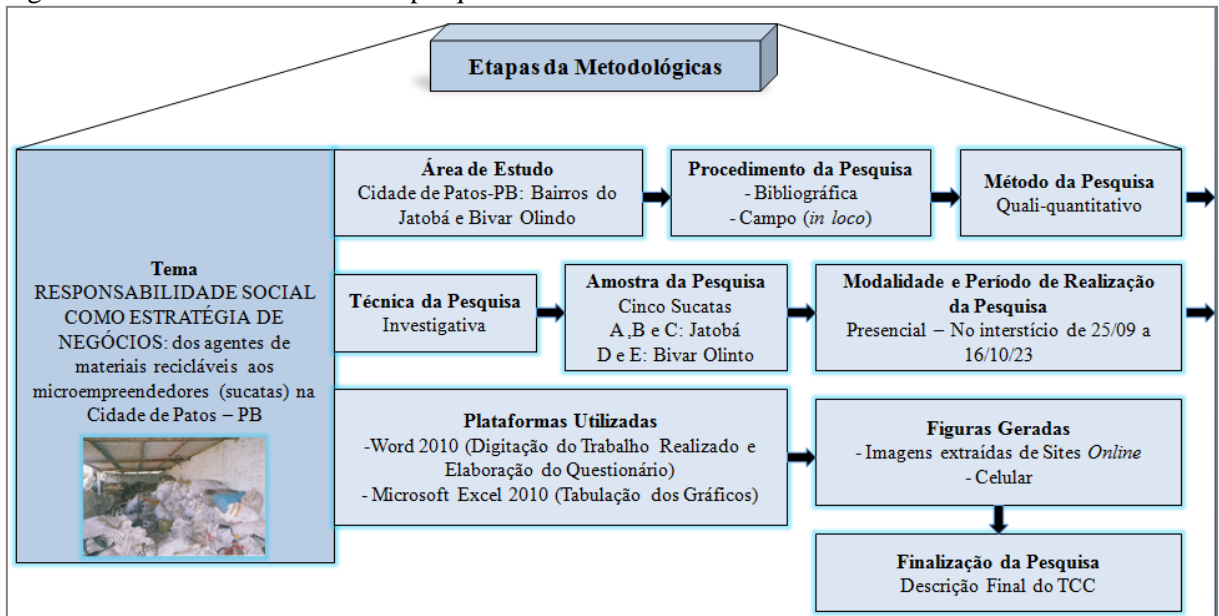 Etapas da Metodológicas
Tema
RESPONSABILIDADE SOCIAL
COMO ESTRATÉGIA DE
NEGÓCIOS: dos agentes de
materiais recicláveis aos
microempreendedores (sucatas) na
Cidade de Patos – PB
Área de Estudo
Cidade de Patos-PB: Bairros do
Jatobá e Bivar Olindo
Procedimento da Pesquisa
- Bibliográfica
- Campo (in loco)
Método da Pesquisa
Quali-quantitativo
Técnica da Pesquisa
Investigativa
Amostra da Pesquisa
Cinco Sucatas
A ,B e C: Jatobá
D e E: Bivar Olinto
Modalidade e Período de Realização
da Pesquisa
Presencial – No interstício de 25/09 a
16/10/23
Plataformas Utilizadas
-Word 2010 (Digitação do Trabalho Realizado e
Elaboração do Questionário)
- Microsoft Excel 2010 (Tabulação dos Gráficos)
Figuras Geradas
- Imagens extraídas de Sites Online
- Celular
Finalização da Pesquisa
Descrição Final do TCC